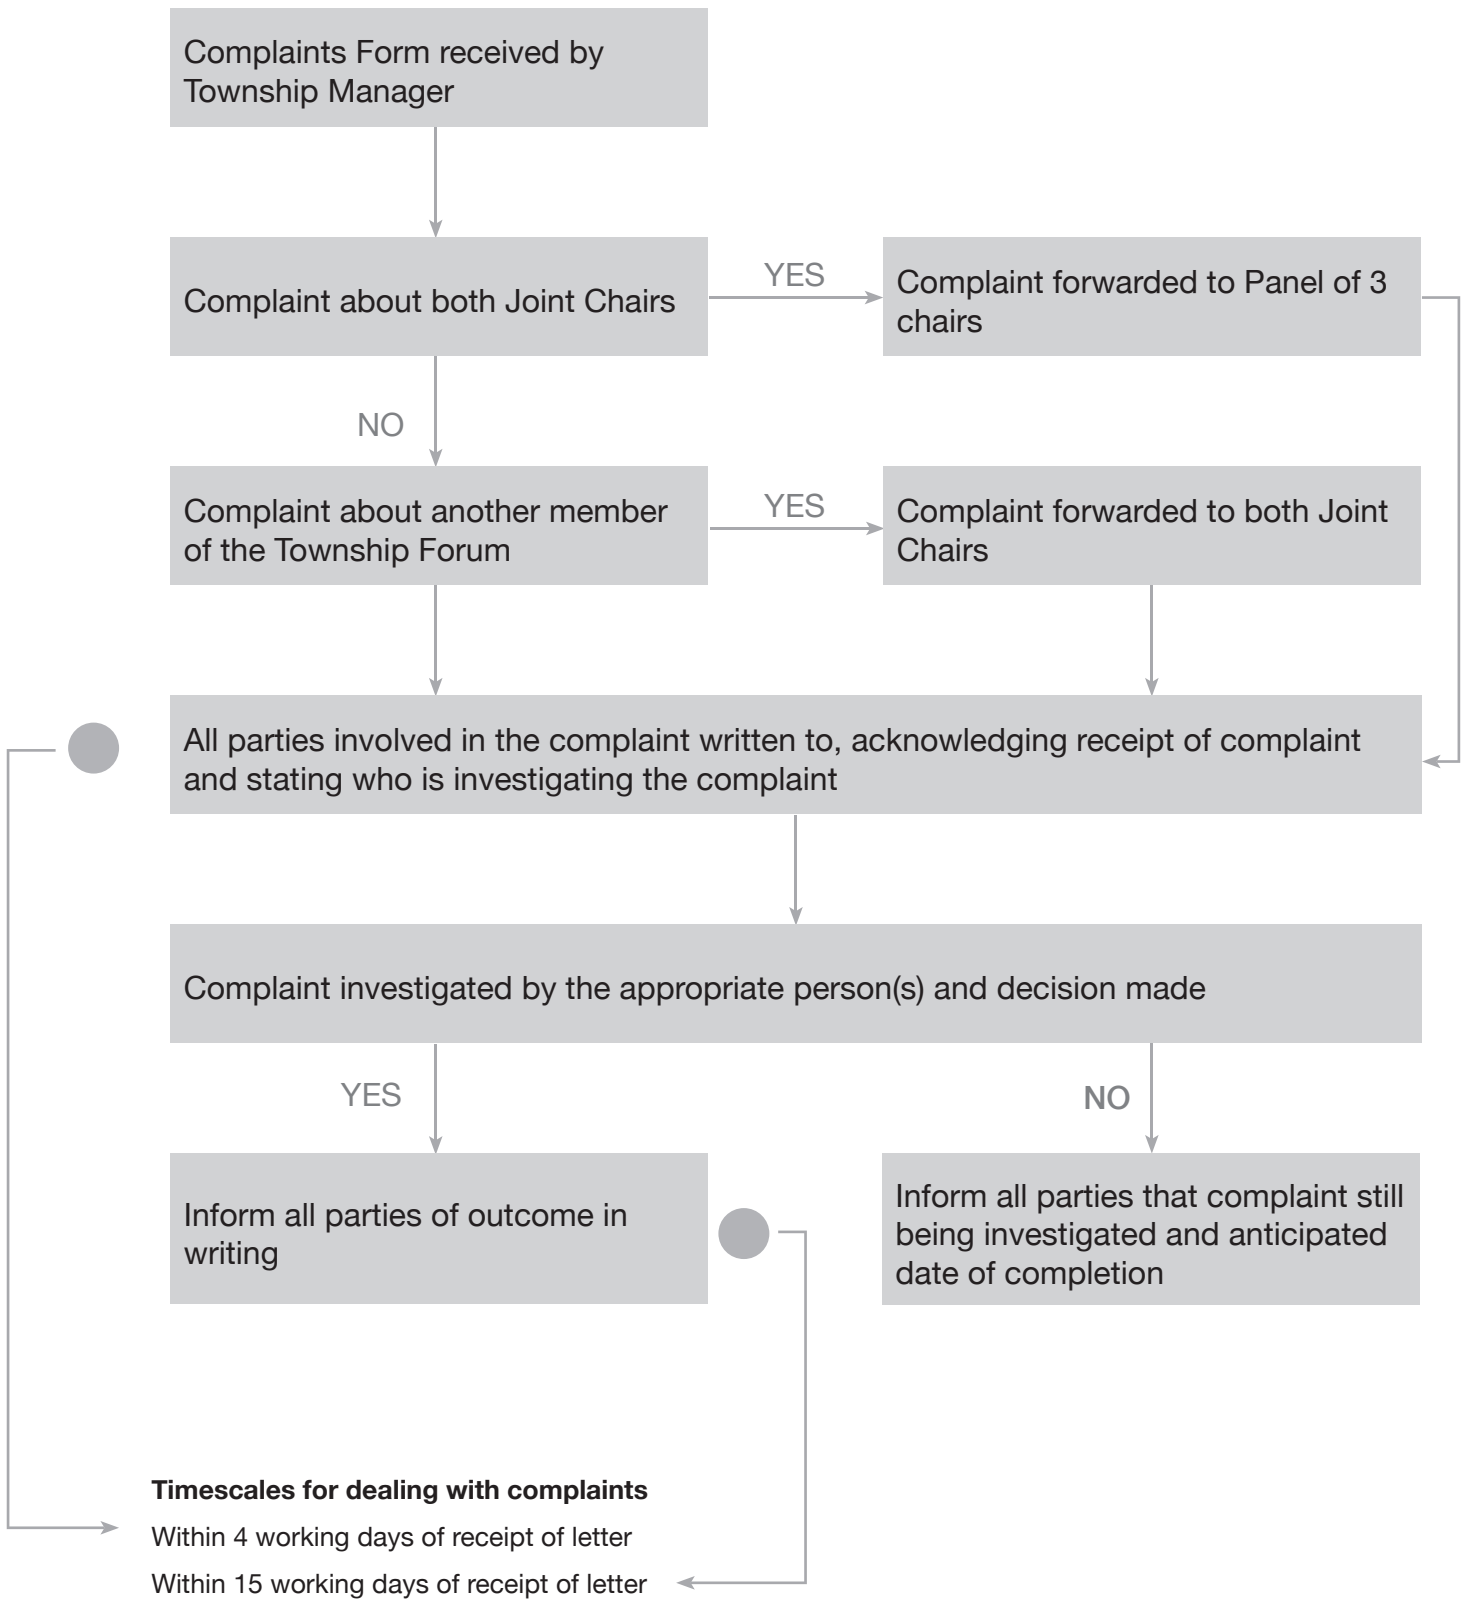 Complaints Form received by
Township Manager
Complaint about both Joint Chairs
YES
Complaint forwarded to Panel of 3
chairs
NO
Complaint about another member
of the Township Forum
YES
Complaint forwarded to both Joint
Chairs
All parties involved in the complaint written to, acknowledging receipt of complaint
and stating who is investigating the complaint
Complaint investigated by the appropriate person(s) and decision made
YES
NO
Inform all parties of outcome in
writing
Inform all parties that complaint still
being investigated and anticipated
date of completion
Timescales for dealing with complaints
Within 4 working days of receipt of letter
Within 15 working days of receipt of letter